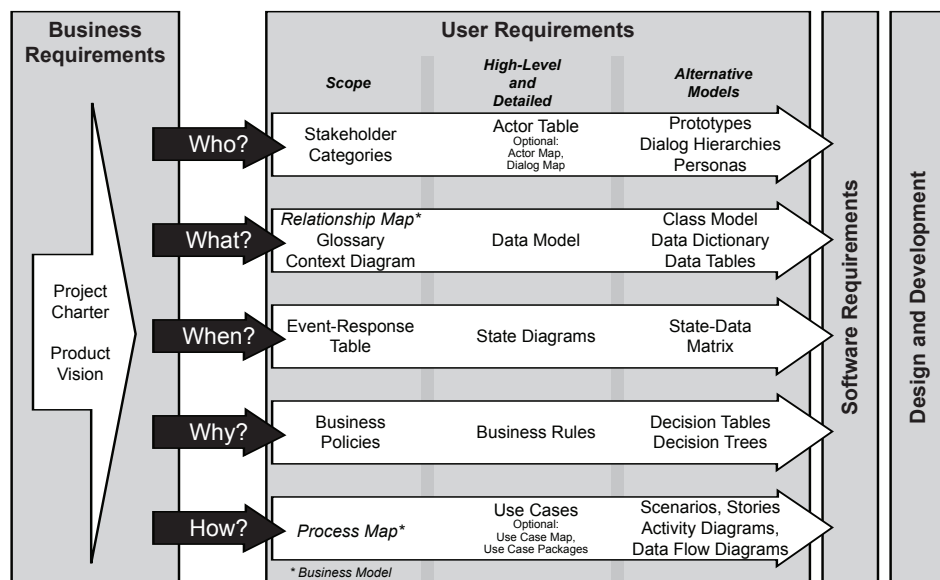 Business
Requirements
User Requirements
Scope
High-Level
and
Detailed
Alternative
Models
Project
Charter
Product
Vision
Who?
Stakeholder
Categories
Actor Table
Optional:
Actor Map,
Dialog Map
Prototypes
Dialog Hierarchies
Personas
What?
Relationship Map*
Glossary
Context Diagram
Data Model
Class Model
Data Dictionary
Data Tables
When?
Event-Response
Table
State Diagrams
State-Data
Matrix
Why?
Business
Policies
Business Rules
Decision Tables
Decision Trees
How?
Process Map*
Use Cases
Optional:
Use Case Map,
Use Case Packages
Scenarios, Stories
Activity Diagrams,
Data Flow Diagrams
* Business Model
Software Requirements
Design and Development